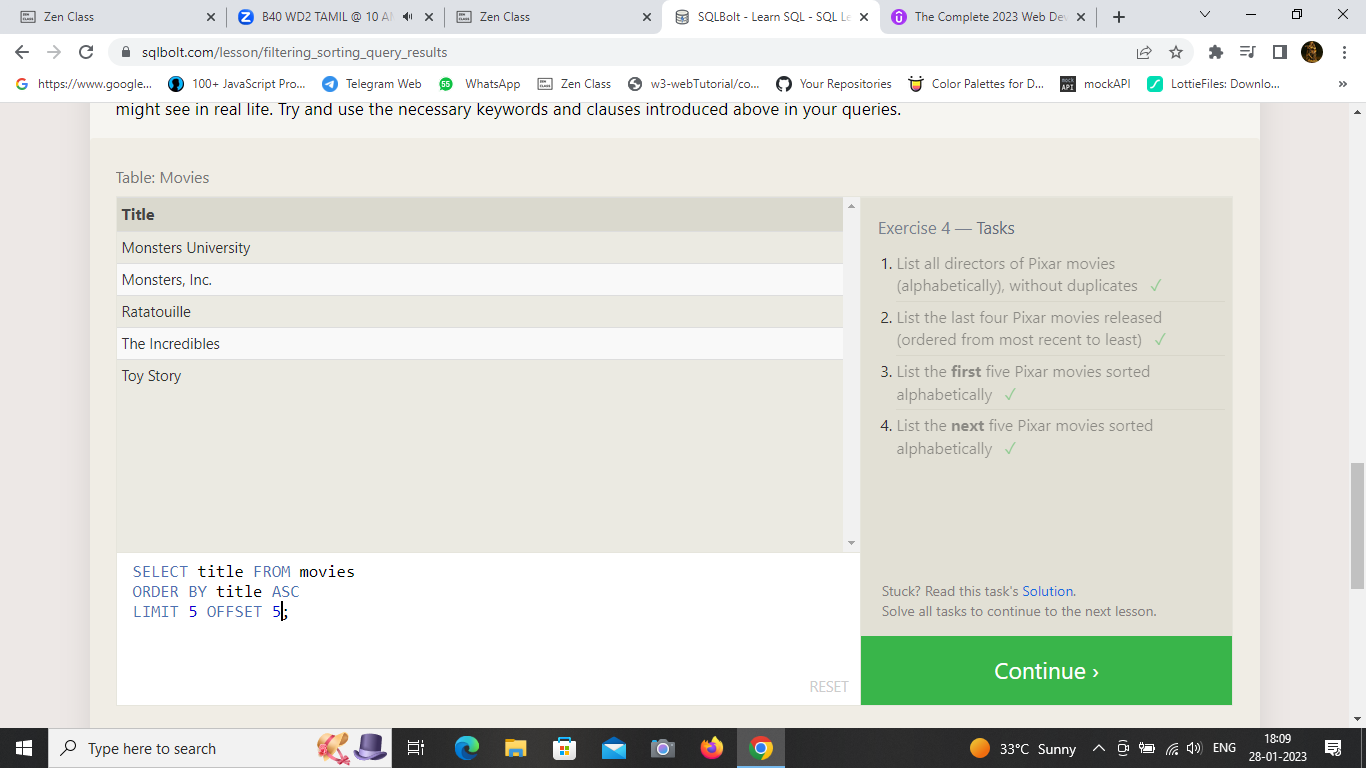 Zen Class
B40 WD2 TAMIL @ 10 A
Zen Class
SQLBolt - Learn SQL - SQL Le
The Complete 2023 Web De
sqlbolt.com/lesson/filtering_sorting_query_results
https://www.google...
100+ JavaScript Pro...
Telegram Web
WhatsApp
Zen Class
w3-webTutorial/co...
Your Repositories
Color Palettes for D...
mockAPI
LottieFiles: Downlo...
»
might see in real life. Try and use the necessary keywords and clauses introduced above in your queries.
Table: Movies
Title
Monsters University
Monsters, Inc.
Ratatouille
The Incredibles
Toy Story
SELECT title FROM movies
ORDER BY title ASC
LIMIT 5 OFFSET 5;
RESET
Exercise 4 — Tasks
1. List all directors of Pixar movies
(alphabetically), without duplicates ✓
2. List the last four Pixar movies released
(ordered from most recent to least) ✓
3. List the first five Pixar movies sorted
alphabetically ✓
4. List the next five Pixar movies sorted
alphabetically ✓
Stuck? Read this task's Solution.
Solve all tasks to continue to the next lesson.
Continue ›
Type here to search
33°C Sunny
ENG
18:09
28-01-2023